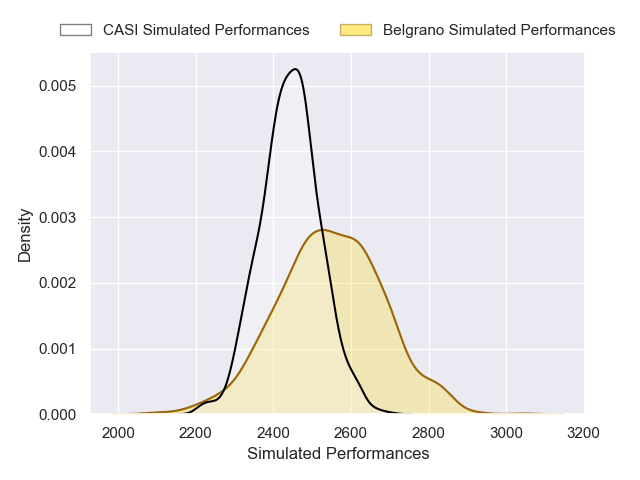 CASI Simulated Performances Belgrano Simulated Performances
0.005
0.004
0.003
0.002
0.001
0.000
Density
2000 2200 2400 2600 2800 3000 3200
Simulated Performances